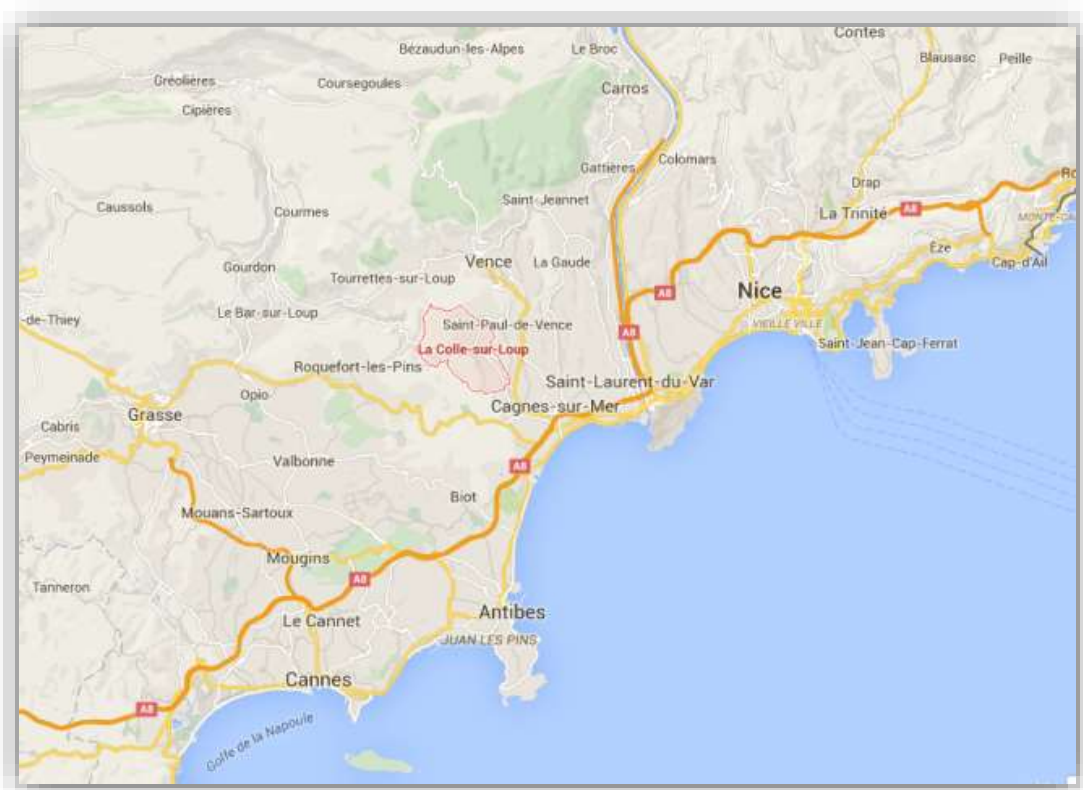 Contes
Bézaudun-les-Alpes
Le Broc
Blausasc
Peille
Gréolières
Coursegoules
Carros
Cipières
Colomars
Gattières
Drap
Saint-Jeannet
Caussols
Courmes
La Trinité
A8
MONTE-CA
Èze
Vence
La Gaude
Cap-d'Ail
Gourdon
Tourrettes-sur-Loup
A8
Nice
Le Bar-sur-Loup
-de-Thiey
Saint-Paul-de-Vence
VIEILLE VILLE
A8
Saint-Jean-Cap-Ferrat
La Colle-sur-Loup
Roquefort-les-Pins
Saint-Laurent-du-Var
Opio
Cagnes-sur-Mer
Grasse
Cabris
Peymeinade
Valbonne
A8
Biot
Mouans-Sartoux
Mougins
A8
Tanneron
Antibes
Le Cannet
JUAN LES PINS
Cannes
A8
Golfe de la Napoule